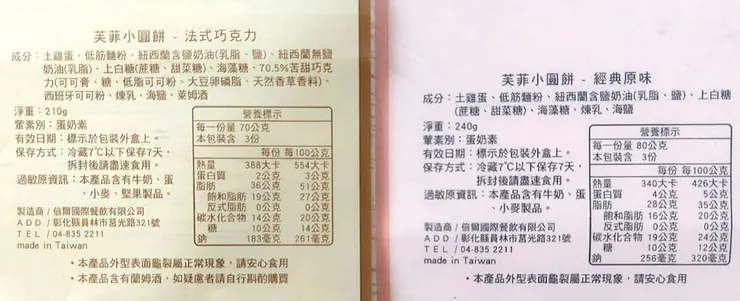 芙菲小圓餅 - 法式巧克力
成分：土雞蛋、低筋麵粉、紐西蘭含鹽奶油(乳脂、鹽)、紐西蘭無鹽
奶油(乳脂)、上白糖(蔗糖、甜菜糖)、海藻糖、70.5%苦甜巧克
力(可可膏、糖、低脂可可粉、大豆卵磷脂、天然香草香料)、
西班牙可可粉、煉乳、海鹽、萊姆酒
淨重：210g
葷素別：蛋奶素
有效日期：標示於包裝外盒上。
保存方式：冷藏7℃以下保存7天，
拆封後請盡速食用。
過敏原資訊：本產品含有牛奶、蛋
、小麥、堅果製品。
製造商 / 倍爾國際餐飲有限公司
ADD / 彰化縣員林市莒光路321號
TEL / 04-835 2211
made in Taiwan
營養標示
每一份量 70公克
本包裝含 3份
每份 每100公克
熱量 388大卡 554大卡
蛋白質 2公克 3公克
脂肪 36公克 51公克
飽和脂肪 19公克 27公克
反式脂肪 0公克 0公克
碳水化合物 14公克 20公克
糖 10公克 14公克
鈉 183毫克 261毫克
・本產品外型表面龜裂屬正常現象，請安心食用
・本產品含有蘭姆酒，如疑慮者請自行斟酌購買
芙菲小圓餅 - 經典原味
成分：土雞蛋、低筋麵粉、紐西蘭含鹽奶油(乳脂、鹽)、上白糖
(蔗糖、甜菜糖)、海藻糖、煉乳、海鹽
淨重：240g
葷素別：蛋奶素
有效日期：標示於包裝外盒上。
保存方式：冷藏7℃以下保存7天，
拆封後請盡速食用。
過敏原資訊：本產品含有牛奶、蛋
、小麥製品。
製造商 / 倍爾國際餐飲有限公司
ADD / 彰化縣員林市莒光路321號
TEL / 04-835 2211
made in Taiwan
營養標示
每一份量 80公克
本包裝含 3份
每份 每100公克
熱量 340大卡 426大卡
蛋白質 4公克 5公克
脂肪 28公克 35公克
飽和脂肪 16公克 20公克
反式脂肪 0公克 0公克
碳水化合物 19公克 24公克
糖 10公克 12公克
鈉 256毫克 320毫克
・本產品外型表面龜裂屬正常現象，請安心食用